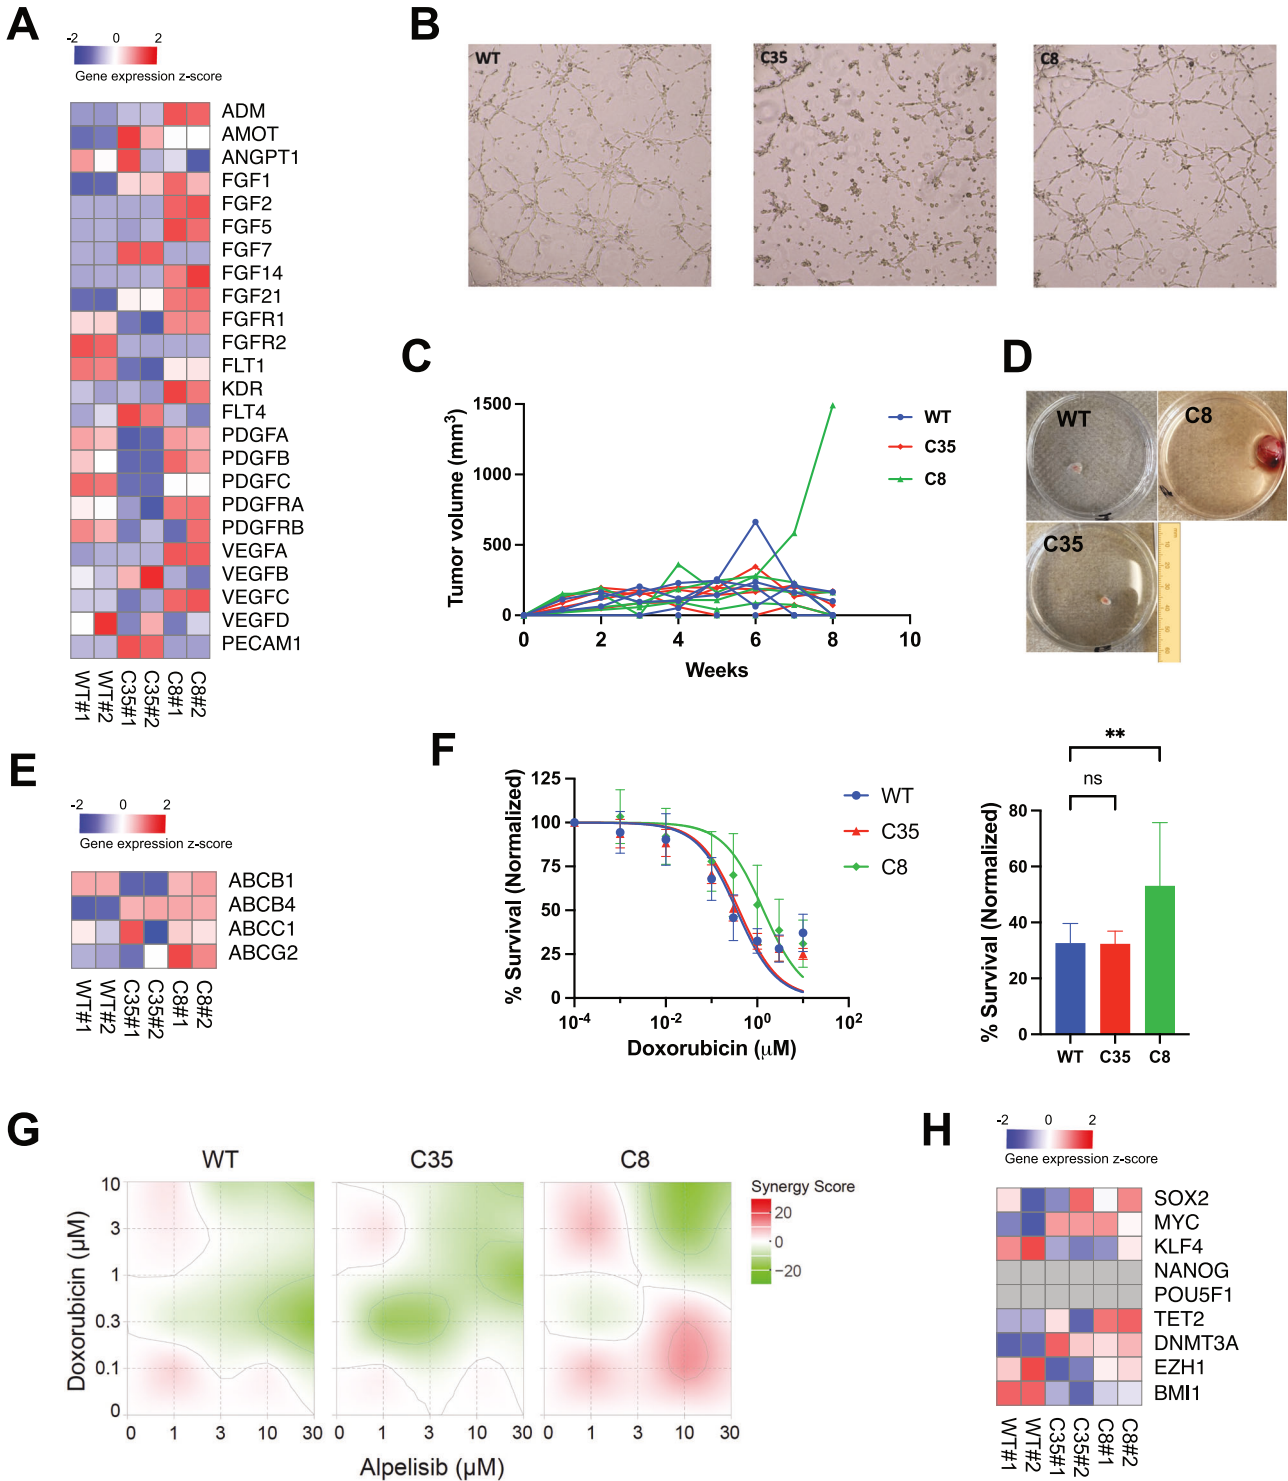 A
-2 0 2
Gene expression z-score
ADM
AMOT
ANGPT1
FGF1
FGF2
FGF5
FGF7
FGF14
FGF21
FGFR1
FGFR2
FLT1
KDR
FLT4
PDGFA
PDGFB
PDGFC
PDGFRA
PDGFRB
VEGFA
VEGFB
VEGFC
VEGFD
PECAM1
WT#1 WT#2 C35#1 C35#2 C8#1 C8#2
B
WT C35 C8
C
Tumor volume (mm³)
1500
1000
500
0
0 2 4 6 8 10
Weeks
WT
C35
C8
D
WT C8
C35
E
-2 0 2
Gene expression z-score
ABCB1
ABCB4
ABCC1
ABCG2
WT#1 WT#2 C35#1 C35#2 C8#1 C8#2
F
% Survival (Normalized)
125
100
75
50
25
0
10⁻⁴ 10⁻² 10⁰ 10²
Doxorubicin (μM)
WT
C35
C8
% Survival (Normalized)
80
60
40
20
0
**
ns
WT C35 C8
G
WT C35 C8
Doxorubicin (μM)
10
3
1
0.3
0.1
0
0 1 3 10 30 0 1 3 10 30 0 1 3 10 30
Alpelisib (μM)
Synergy Score
20
0
−20
H
-2 0 2
Gene expression z-score
SOX2
MYC
KLF4
NANOG
POU5F1
TET2
DNMT3A
EZH1
BMI1
WT#1 WT#2 C35#1 C35#2 C8#1 C8#2